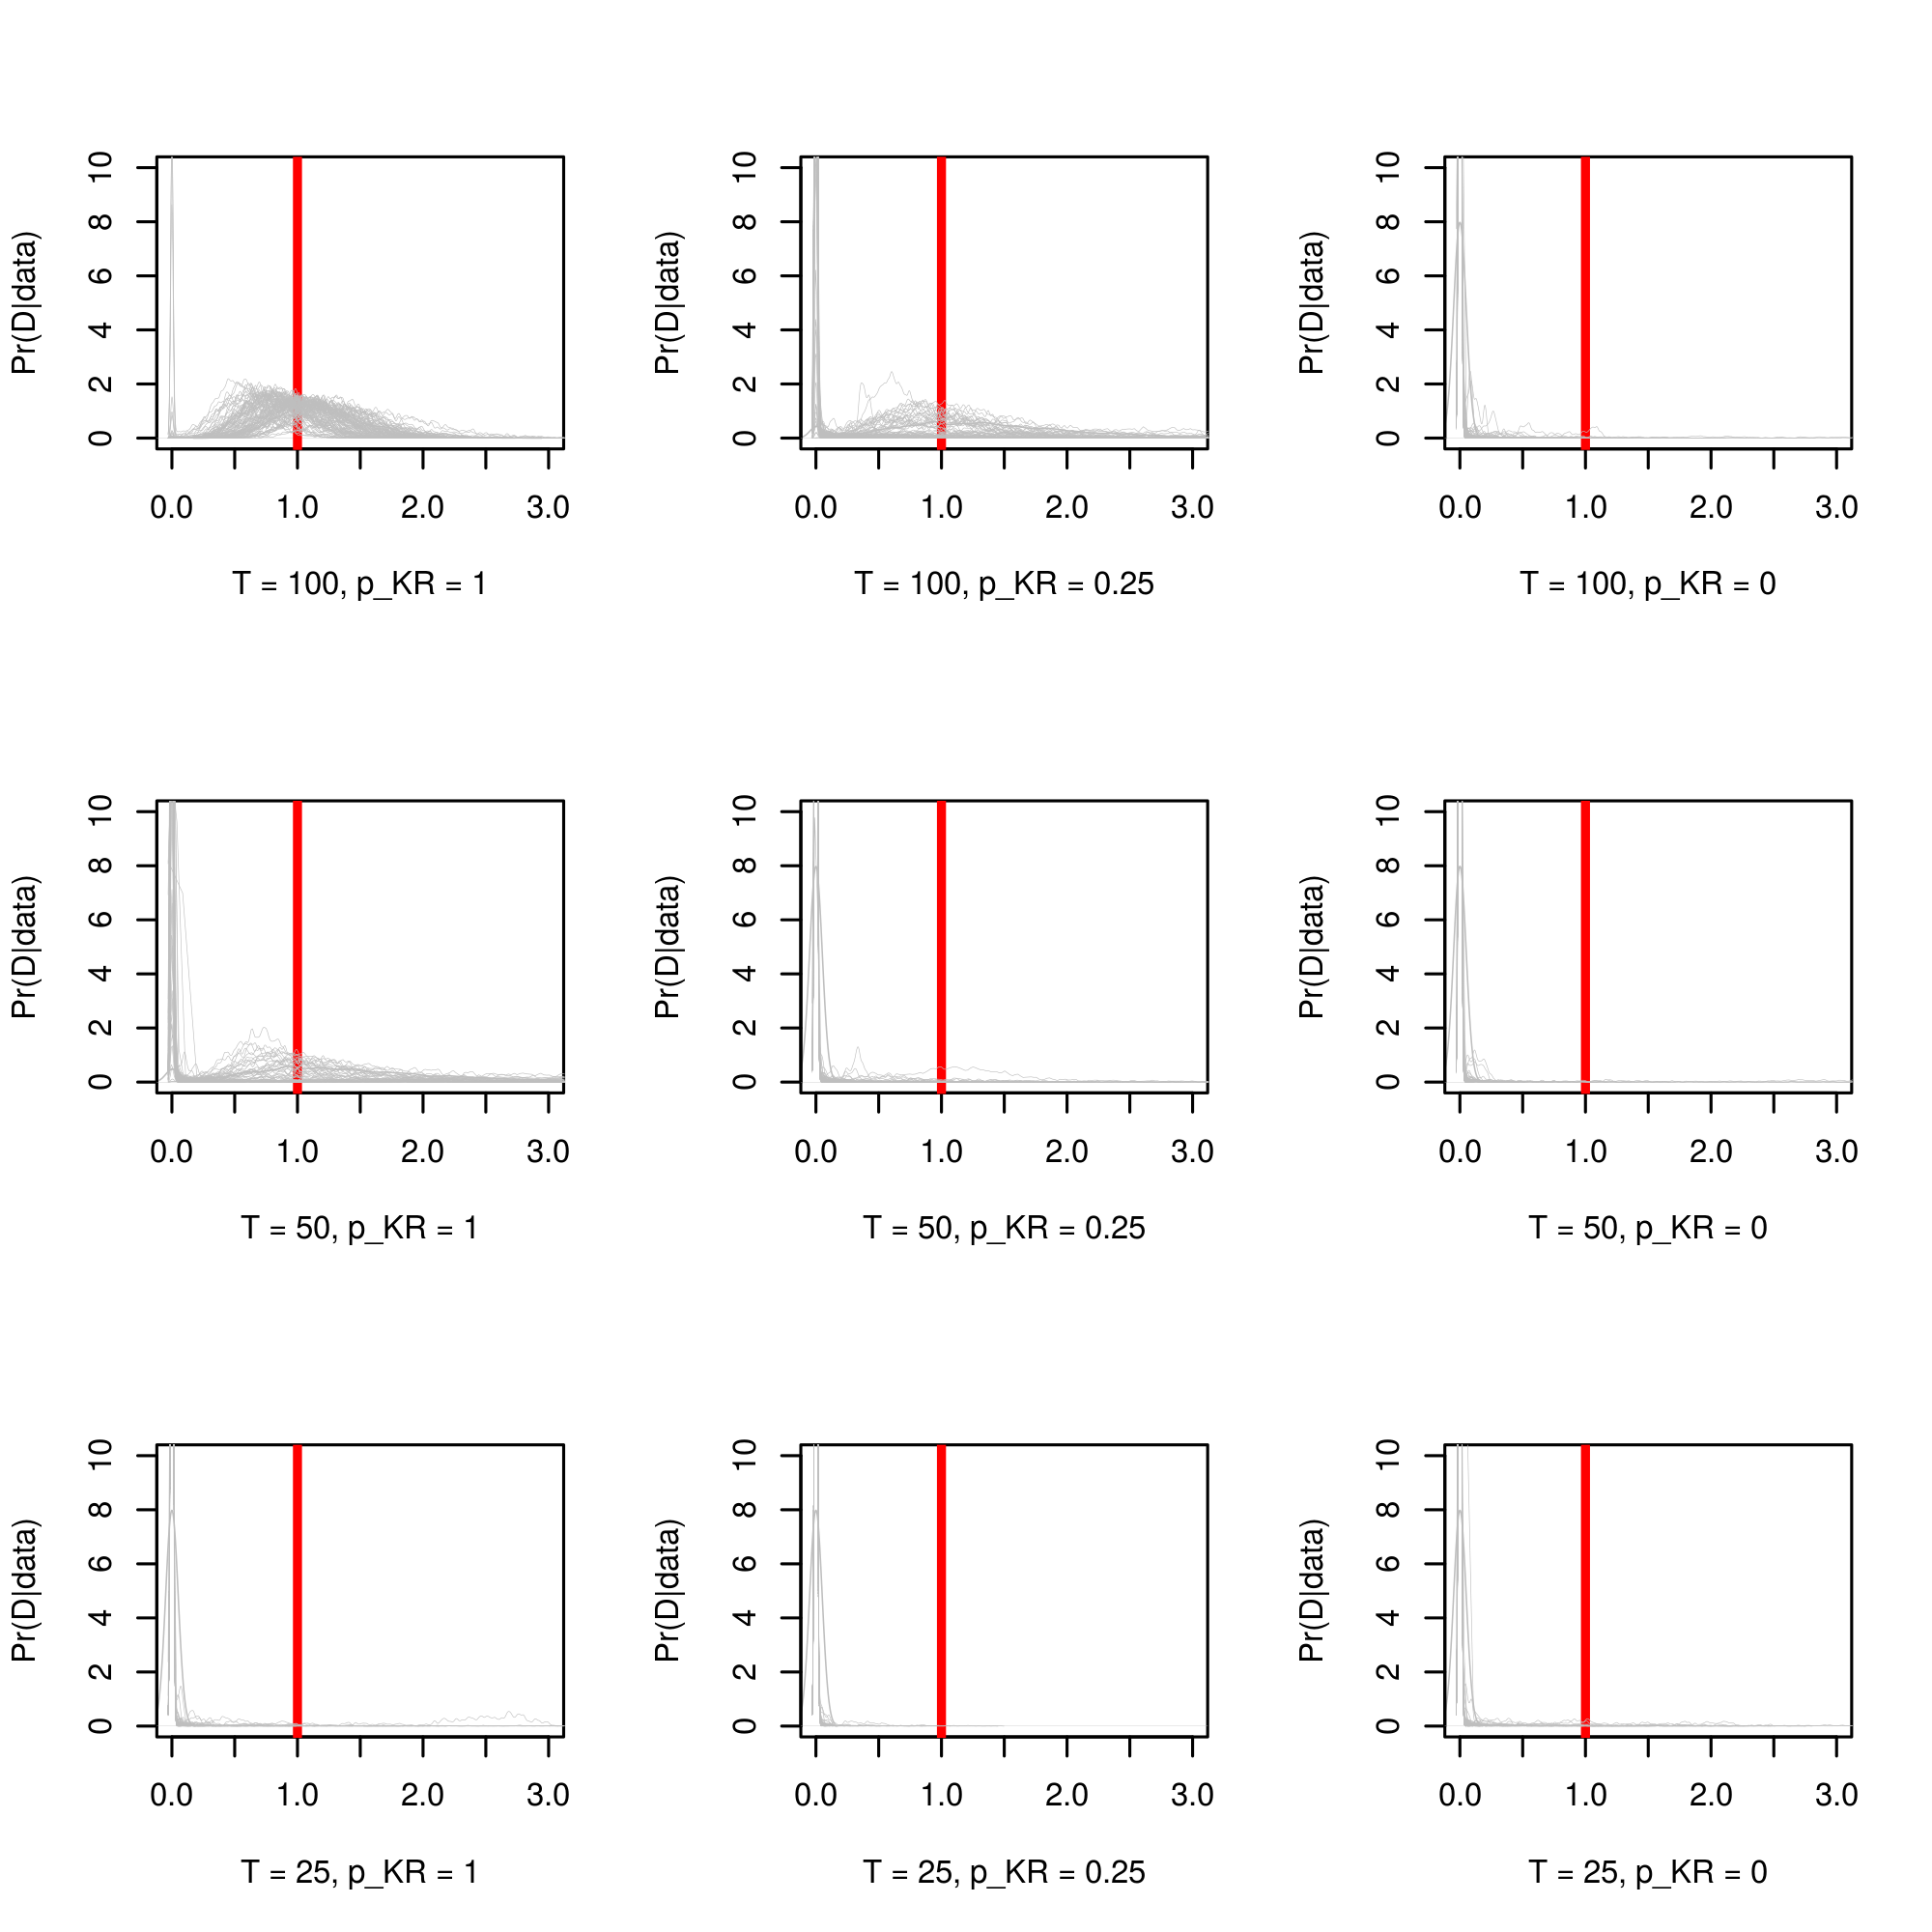 Pr(D|data)
0 2 4 6 8 10
0.0 1.0 2.0 3.0
T = 100, p_KR = 1
Pr(D|data)
0 2 4 6 8 10
0.0 1.0 2.0 3.0
T = 100, p_KR = 0.25
Pr(D|data)
0 2 4 6 8 10
0.0 1.0 2.0 3.0
T = 100, p_KR = 0
Pr(D|data)
0 2 4 6 8 10
0.0 1.0 2.0 3.0
T = 50, p_KR = 1
Pr(D|data)
0 2 4 6 8 10
0.0 1.0 2.0 3.0
T = 50, p_KR = 0.25
Pr(D|data)
0 2 4 6 8 10
0.0 1.0 2.0 3.0
T = 50, p_KR = 0
Pr(D|data)
0 2 4 6 8 10
0.0 1.0 2.0 3.0
T = 25, p_KR = 1
Pr(D|data)
0 2 4 6 8 10
0.0 1.0 2.0 3.0
T = 25, p_KR = 0.25
Pr(D|data)
0 2 4 6 8 10
0.0 1.0 2.0 3.0
T = 25, p_KR = 0